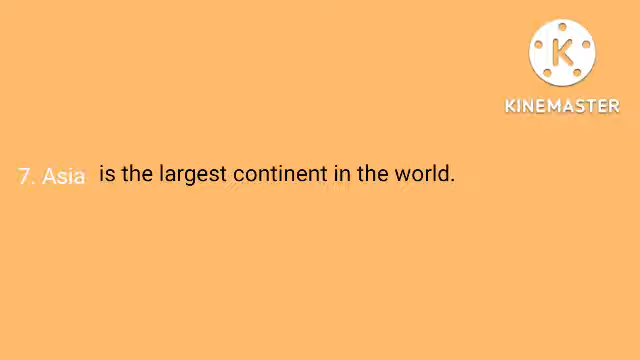 K
KINEMASTER
7. Asia is the largest continent in the world.